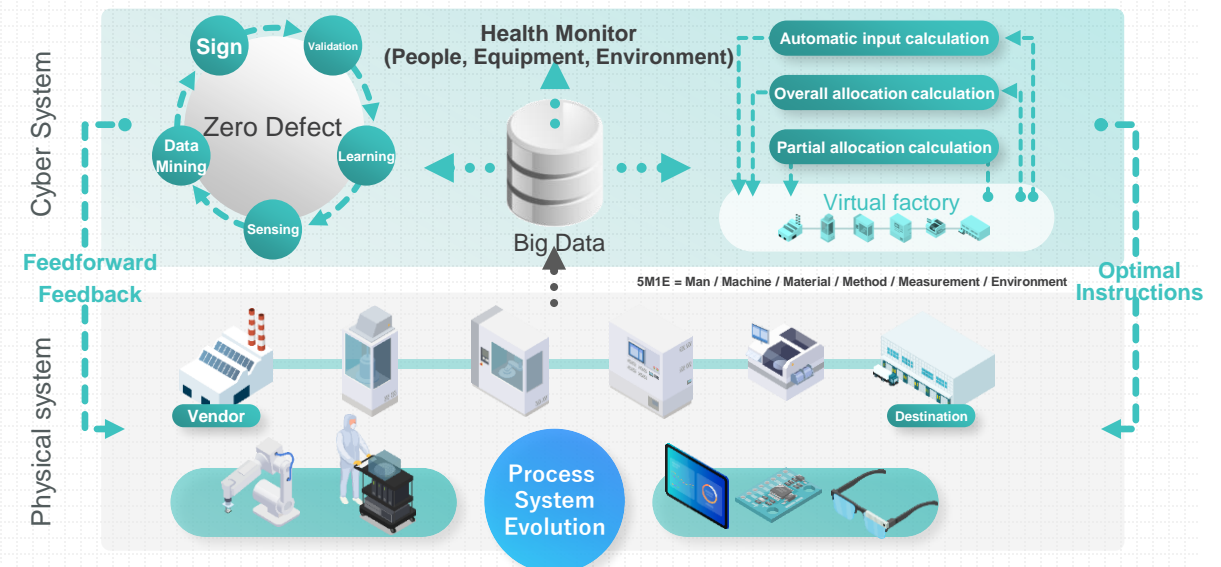 Cyber System
Sign
Validation
Learning
Sensing
Data
Mining
Zero Defect
Health Monitor
(People, Equipment, Environment)
Big Data
Automatic input calculation
Overall allocation calculation
Partial allocation calculation
Virtual factory
Feedforward
Feedback
5M1E = Man / Machine / Material / Method / Measurement / Environment
Optimal
Instructions
Physical system
Vendor
Destination
Process
System
Evolution